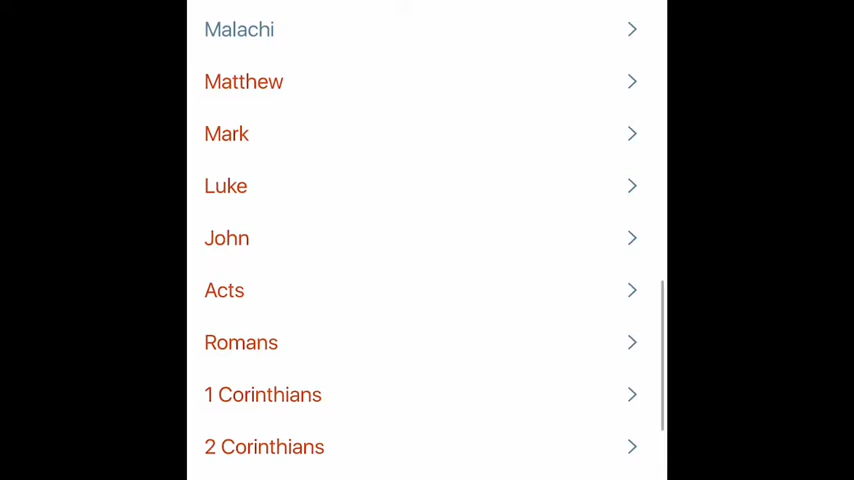 Malachi
Matthew
Mark
Luke
John
Acts
Romans
1 Corinthians
2 Corinthians